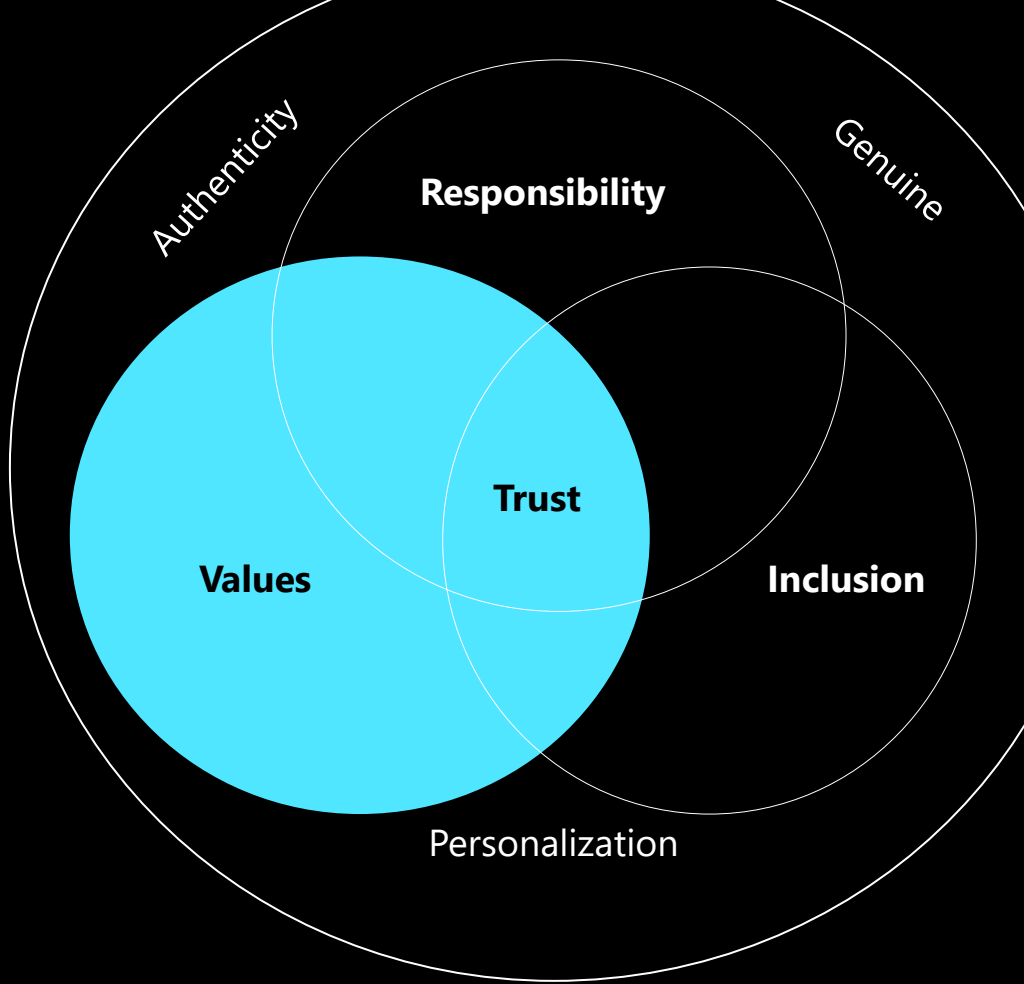 Authenticity
Genuine
Responsibility
Trust
Values
Inclusion
Personalization